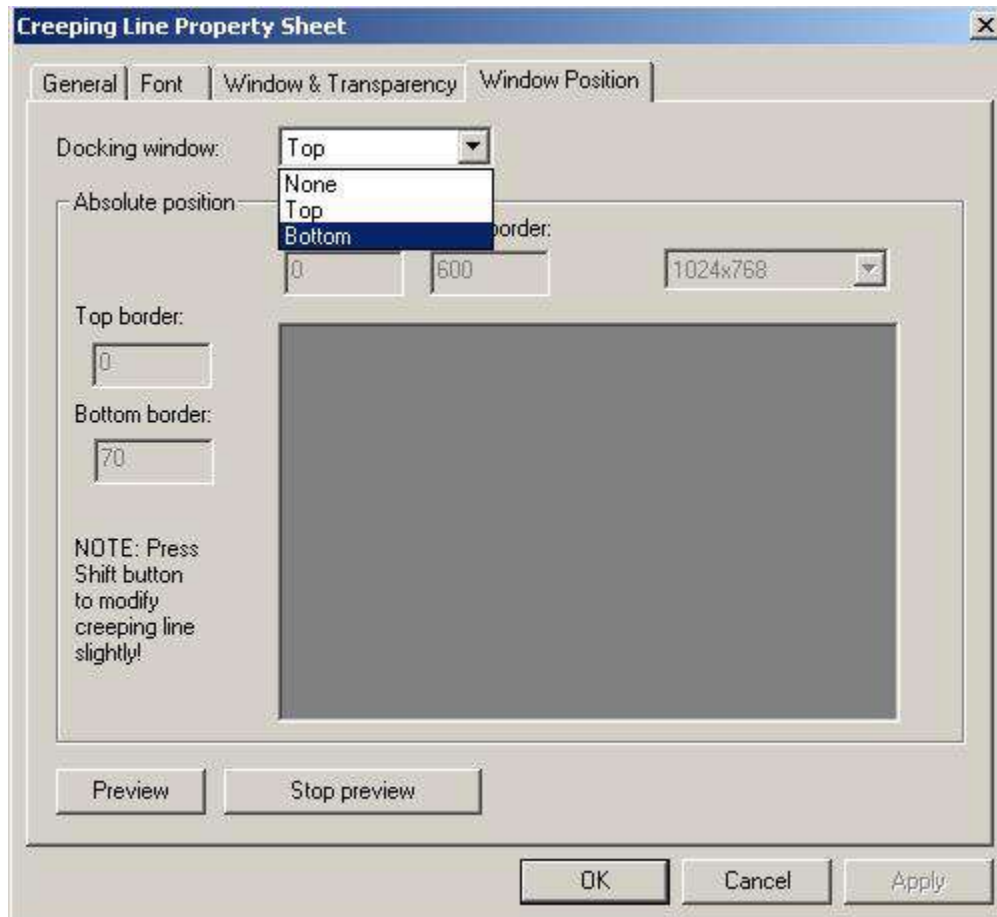 Creeping Line Property Sheet
General Font Window & Transparency Window Position
Docking window: Top
None
Top
Bottom
Absolute position
border:
0 600 1024x768
Top border:
0
Bottom border:
70
NOTE: Press
Shift button
to modify
creeping line
slightly!
Preview Stop preview
OK Cancel Apply